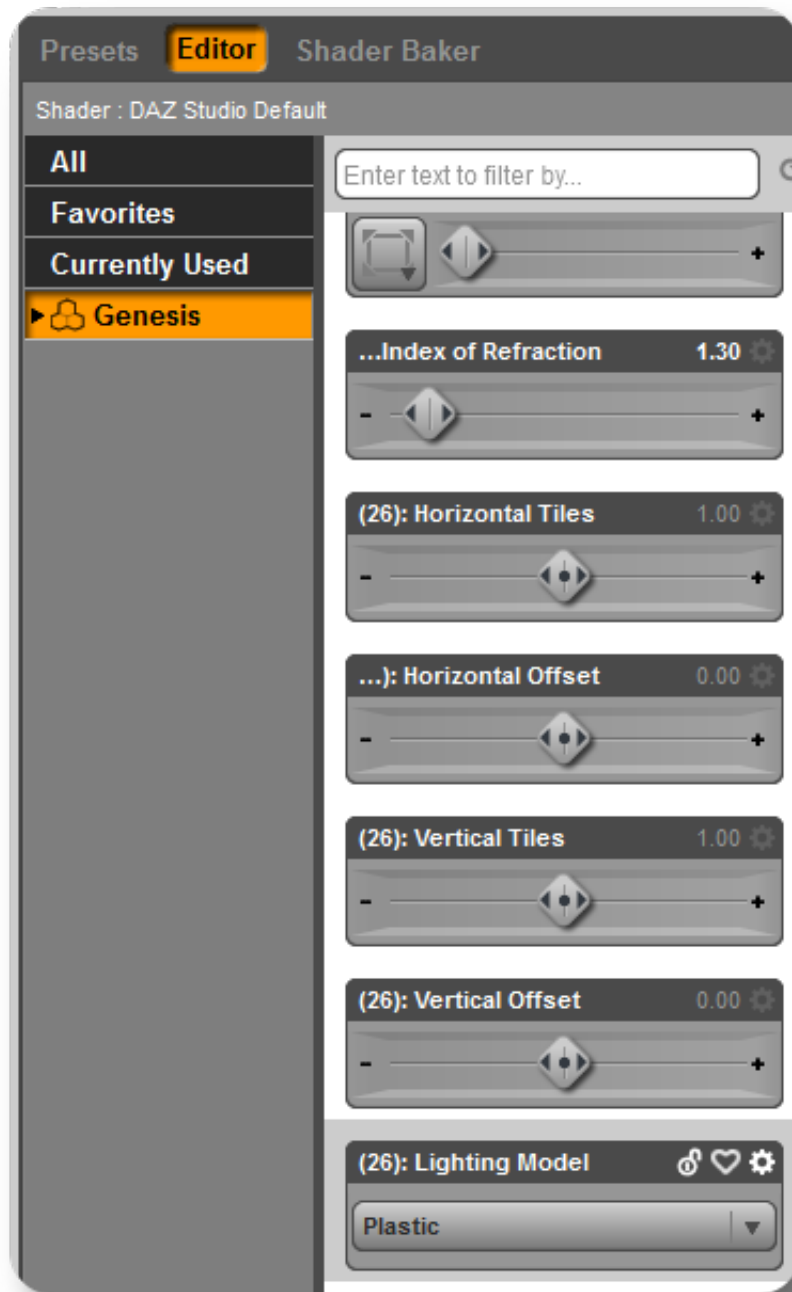 Presets Editor Shader Baker
Shader : DAZ Studio Default
All
Favorites
Currently Used
Genesis
Enter text to filter by...
- +
...Index of Refraction 1.30
- +
(26): Horizontal Tiles 1.00
- +
...): Horizontal Offset 0.00
- +
(26): Vertical Tiles 1.00
- +
(26): Vertical Offset 0.00
- +
(26): Lighting Model
Plastic